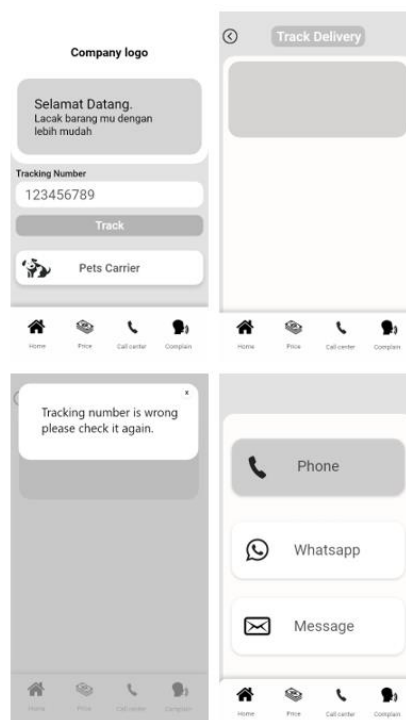 Company logo
Selamat Datang.
Lacak barang mu dengan
lebih mudah
Tracking Number
123456789
Track
Pets Carrier
Home Price Call center Complain
Track Delivery
Home Price Call center Complain
Tracking number is wrong
please check it again.
x
Home Price Call center Complain
Phone
Whatsapp
Message
Home Price Call center Complain